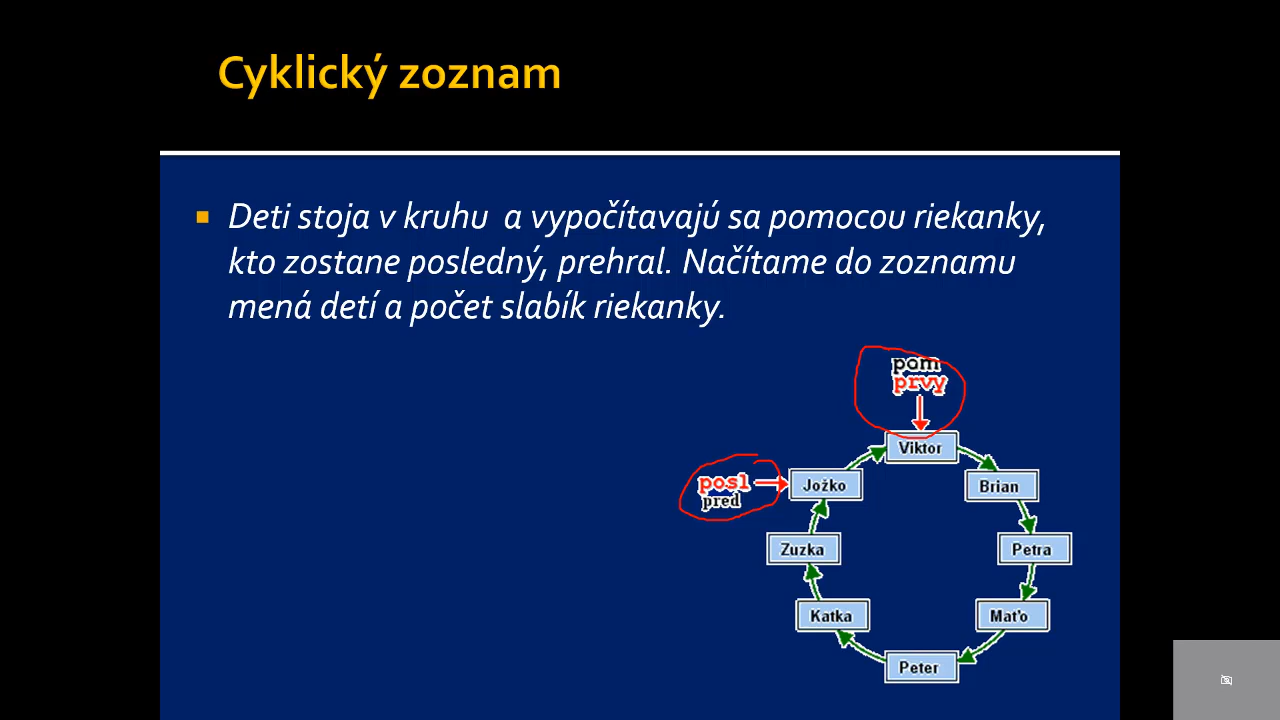 Cyklický zoznam
Deti stoja v kruhu a vypočítavajú sa pomocou riekanky,
kto zostane posledný, prehral. Načítame do zoznamu
mená detí a počet slabík riekanky.
pom
prvy
Viktor
posl
pred
Jožko
Brian
Zuzka
Petra
Katka
Maťo
Peter